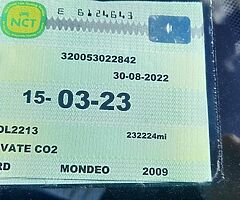 NCT
E 6124643
320053022842
30-08-2022
15- 03-23
DL2213
232224mi
VATE CO2
RD MONDEO 2009